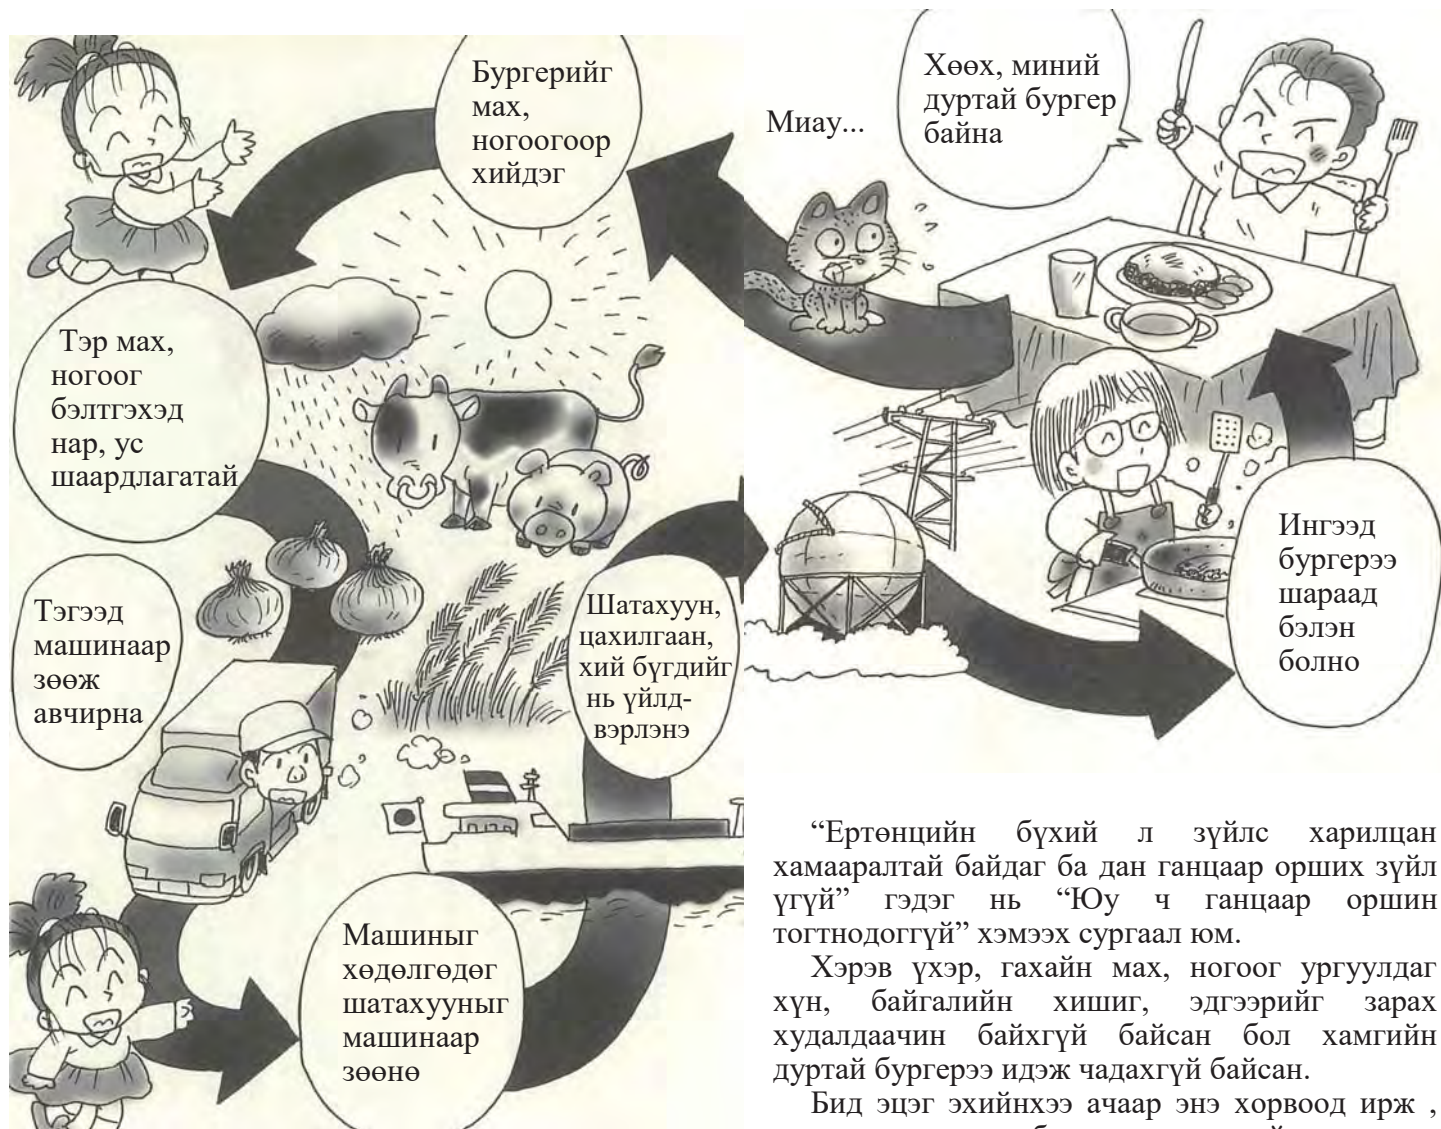 Хөөх, миний
дуртай бургер
байна
Миау...
Бургерийг
мах,
ногоогоор
хийдэг
Тэр мах,
ногоог
бэлтгэхэд
нар, ус
шаардлагатай
Тэгээд
машинаар
зөөж
авчирна
Машиныг
хөдөлгөдөг
шатахууныг
машинаар
зөөнө
Шатахуун,
цахилгаан,
хий бүгдийг
нь үйлд-
вэрлэнэ
Ингээд
бургерээ
шараад
бэлэн
болно
“Ертөнцийн бүхий л зүйлс харилцан
хамааралтай байдаг ба дан ганцаар орших зүйл
үгүй” гэдэг нь “Юу ч ганцаар оршин
тогтнодоггүй” хэмээх сургаал юм.
Хэрэв үхэр, гахайн мах, ногоог ургуулдаг
хүн, байгалийн хишиг, эдгээрийг зарах
худалдаачин байхгүй байсан бол хамгийн
дуртай бургерээ идэж чадахгүй байсан.
Бид эцэг эхийнхээ ачаар энэ хорвоод ирж ,